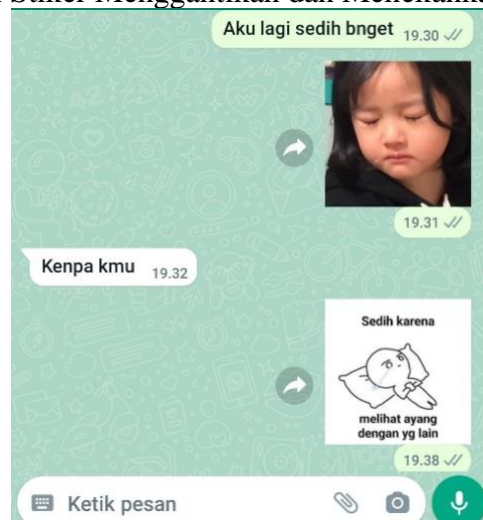 Stiker Menggantikan dan Menekankan
Aku lagi sedih bnget 19.30
19.31
Kenpa kmu 19.32
Sedih karena
melihat ayang
dengan yg lain
19.38
Ketik pesan